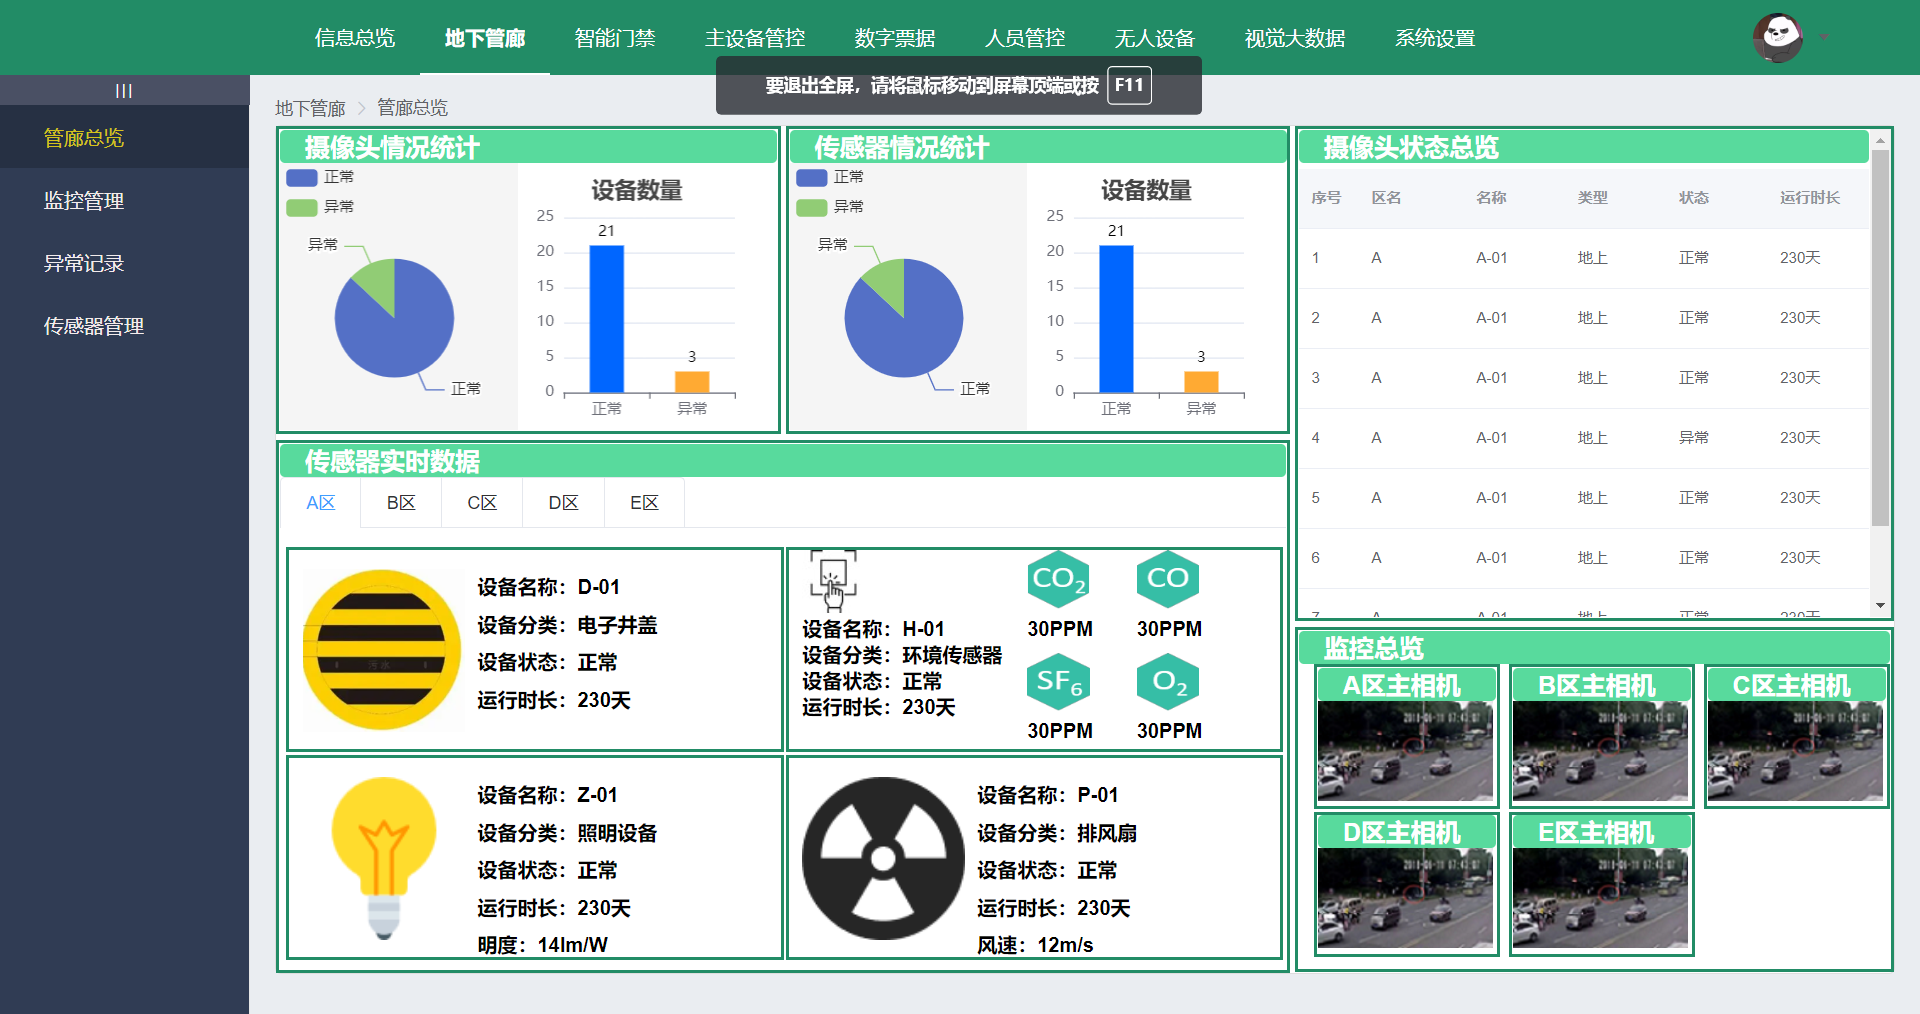 信息总览 地下管廊 智能门禁 主设备管控 数字票据 人员管控 无人设备 视觉大数据 系统设置
要退出全屏，请将鼠标移动到屏幕顶端或按 F11
管廊总览
监控管理
异常记录
传感器管理
地下管廊 > 管廊总览
摄像头情况统计
正常
异常
异常
正常
设备数量
25
20
15
10
5
0
21
3
正常 异常
传感器情况统计
正常
异常
异常
正常
设备数量
25
20
15
10
5
0
21
3
正常 异常
摄像头状态总览
序号 区名 名称 类型 状态 运行时长
1 A A-01 地上 正常 230天
2 A A-01 地上 正常 230天
3 A A-01 地上 正常 230天
4 A A-01 地上 异常 230天
5 A A-01 地上 正常 230天
6 A A-01 地上 正常 230天
7 A A-01 地上 正常 230天
传感器实时数据
A区 B区 C区 D区 E区
污水
设备名称：D-01
设备分类：电子井盖
设备状态：正常
运行时长：230天
设备名称：H-01
设备分类：环境传感器
设备状态：正常
运行时长：230天
CO2 CO
30PPM 30PPM
SF6 O2
30PPM 30PPM
设备名称：Z-01
设备分类：照明设备
设备状态：正常
运行时长：230天
明度：14lm/W
设备名称：P-01
设备分类：排风扇
设备状态：正常
运行时长：230天
风速：12m/s
监控总览
A区主相机 B区主相机 C区主相机
D区主相机 E区主相机